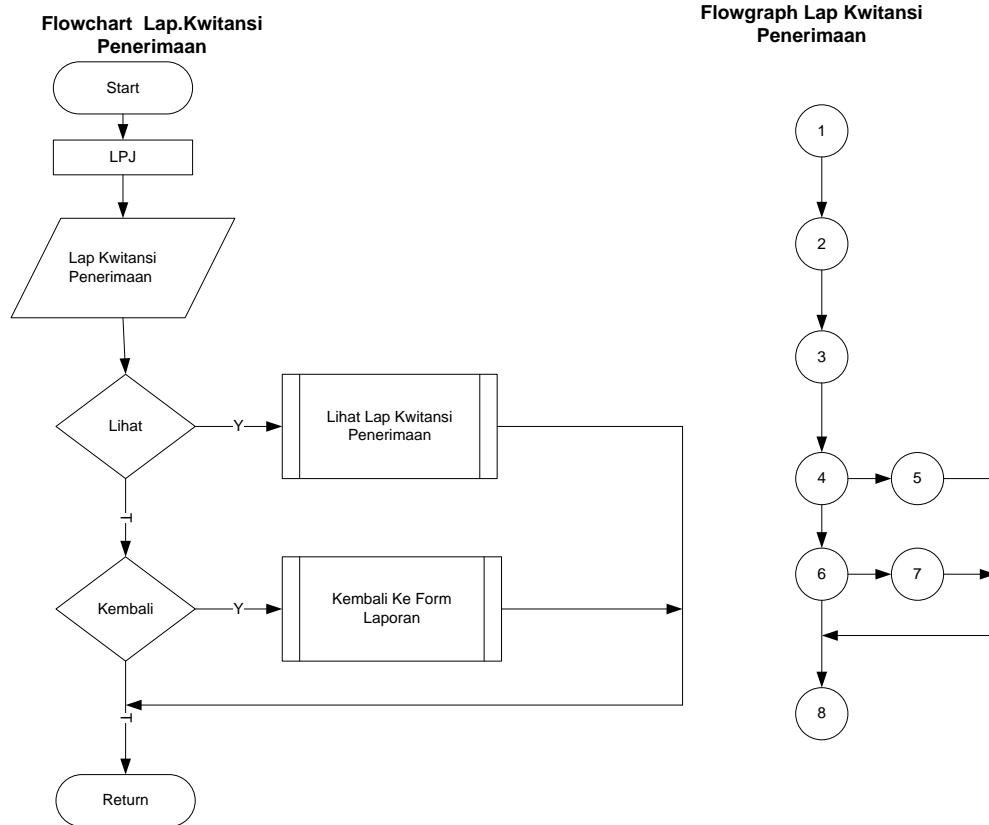 Flowchart Lap.Kwitansi
Penerimaan
Start
LPJ
Lap Kwitansi
Penerimaan
Lihat
Y
Lihat Lap Kwitansi
Penerimaan
T
Kembali
Y
Kembali Ke Form
Laporan
T
Return
Flowgraph Lap Kwitansi
Penerimaan
1
2
3
4
5
6
7
8